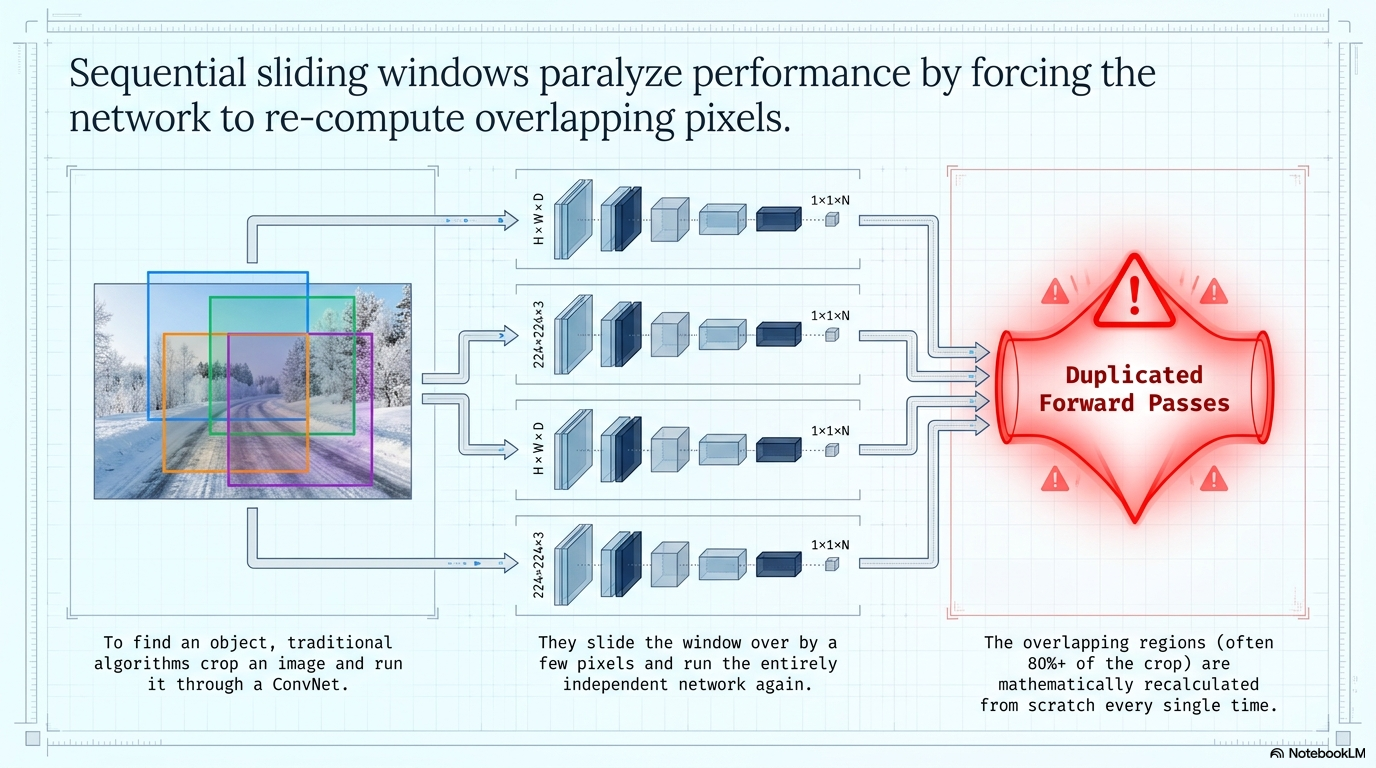 Sequential sliding windows paralyze performance by forcing the
network to re-compute overlapping pixels.
H×W×D
1×1×N
224×224×3
1×1×N
H×W×D
1×1×N
224×224×3
1×1×N
Duplicated
Forward Passes
To find an object, traditional
algorithms crop an image and run
it through a ConvNet.
They slide the window over by a
few pixels and run the entirely
independent network again.
The overlapping regions (often
80%+ of the crop) are
mathematically recalculated
from scratch every single time.
NotebookLM